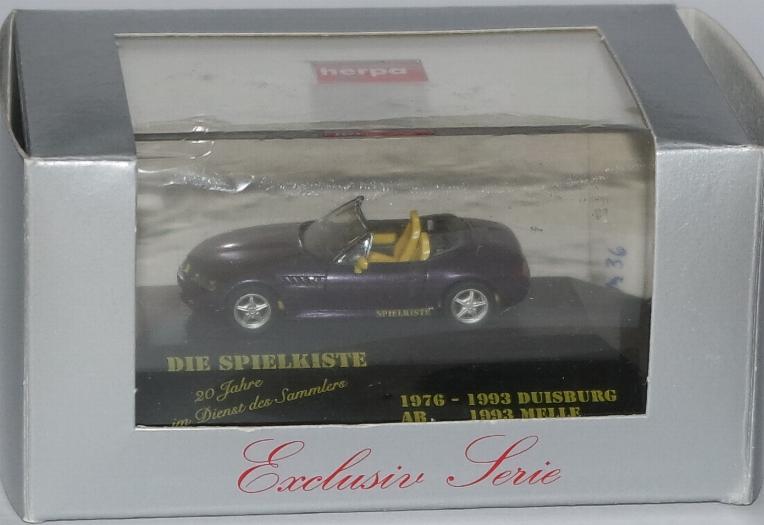 herpa
SPIELKISTE
DIE SPIELKISTE
20 Jahre
im Dienst des Sammlers
1976 - 1993 DUISBURG
AB 1993 MELLE
Exclusiv Serie